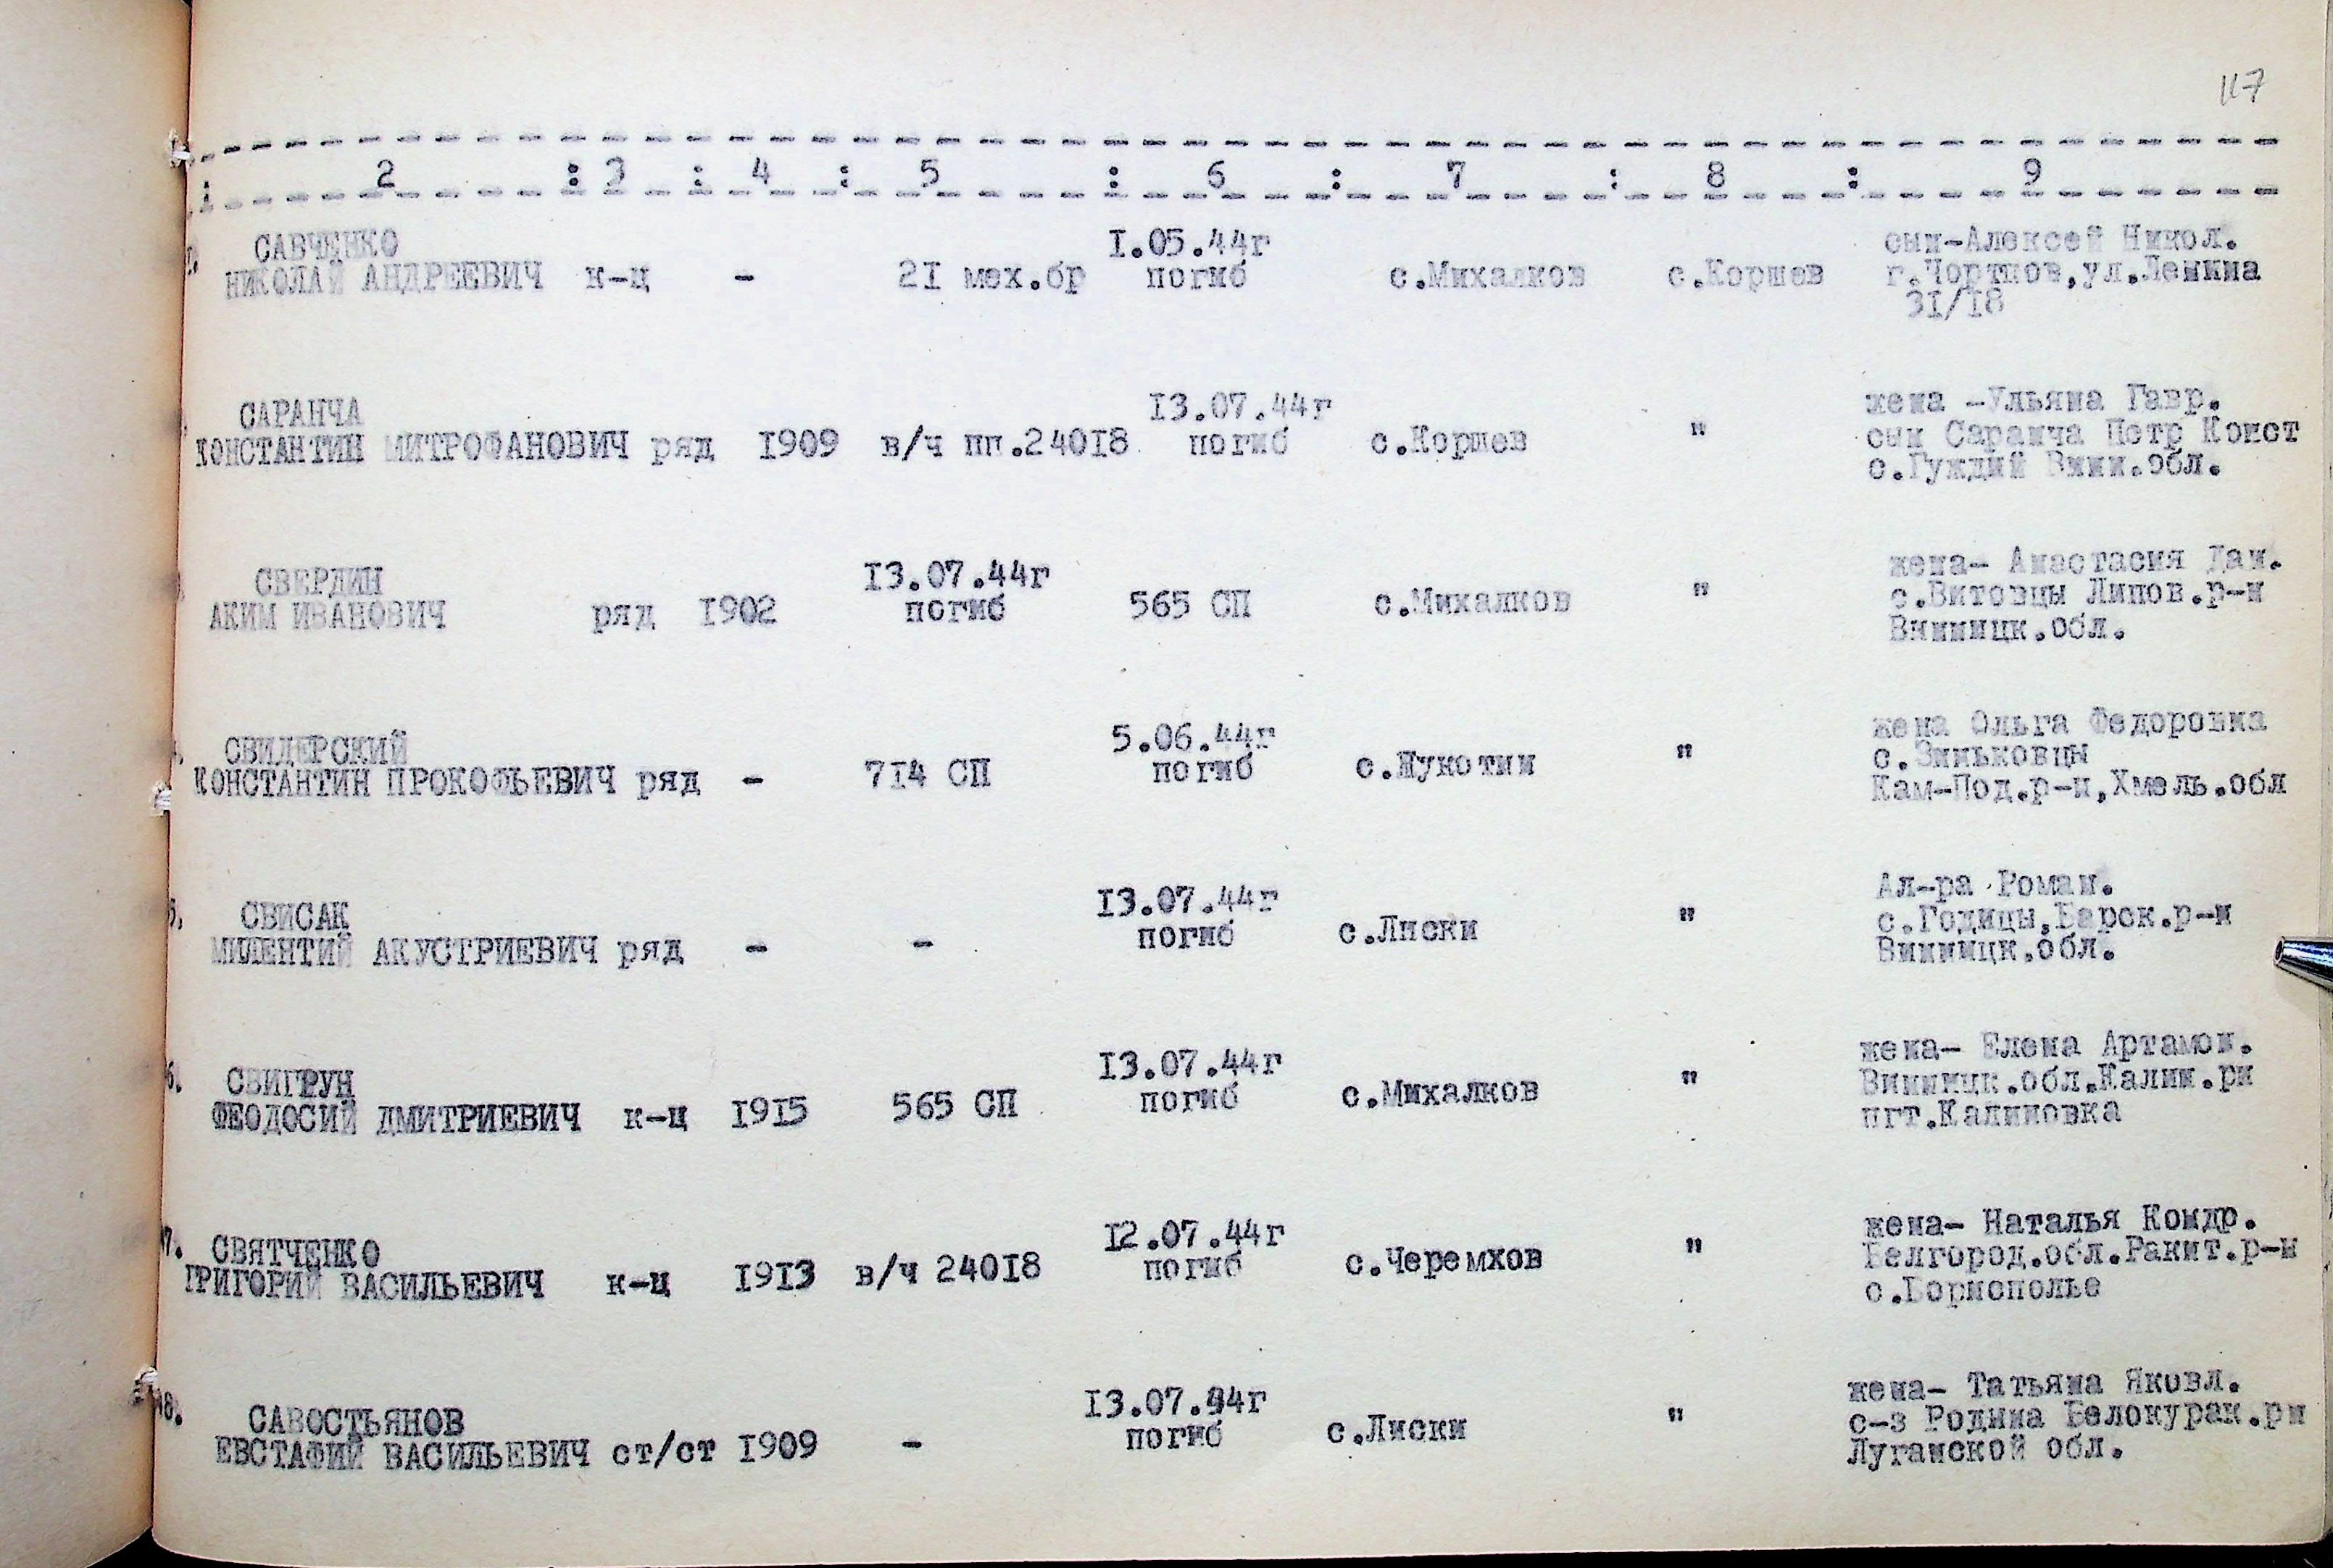 117
1 2 : 3 : 4 : 5 : 6 : 7 : 8 : 9
САВЧЕНКО 1.05.44г сын-Алексей Никол.
НИКОЛАЙ АНДРЕЕВИЧ к-ц - 21 мех.бр погиб с.Михалков с.Коршев г.Чортков,ул.Ленина
31/18
САРАНЧА 13.07.44г жена -Ульяна Гавр.
КОНСТАНТИН МИТРОФАНОВИЧ ряд 1909 в/ч пп.24018 погиб с.Коршев " сын Саранча Петр Конст
с.Гуждий Винн.обл.
СВЕРДИН 13.07.44г жена- Анастасия Дан.
АКИМ ИВАНОВИЧ ряд 1902 погиб 565 СП с.Михалков " с.Витовцы Липов.р-н
Винницк.обл.
СВИДЕРСКИЙ 5.06.44г жена Ольга Федоровна
КОНСТАНТИН ПРОКОФЬЕВИЧ ряд - 714 СП погиб с.Жукотин " с.Зиньковцы
Кам-Под.р-н,Хмель.обл
5. СВИСАК 13.07.44г Ал-ра Роман.
МИЛЕНТИЙ АКУСТРИЕВИЧ ряд - - погиб с.Лиски " с.Годицы,Барск.р-н
Винницк.обл.
6. СВИГРУН 13.07.44г жена- Елена Артамон.
ФЕОДОСИЙ ДМИТРИЕВИЧ к-ц 1915 565 СП погиб с.Михалков " Винницк.обл.Калин.рн
пгт.Калиновка
7. СВЯТЧЕНКО 12.07.44г жена- Наталья Кондр.
ГРИГОРИЙ ВАСИЛЬЕВИЧ к-ц 1913 в/ч 24018 погиб с.Черемхов " Белгород.обл.Ракит.р-н
с.Борисполье
18. САВОСТЬЯНОВ 13.07.94г жена- Татьяна Яковл.
ЕВСТАФИЙ ВАСИЛЬЕВИЧ ст/ст 1909 - погиб с.Лиски " с-з Родина Белокурак.рн
Луганской обл.